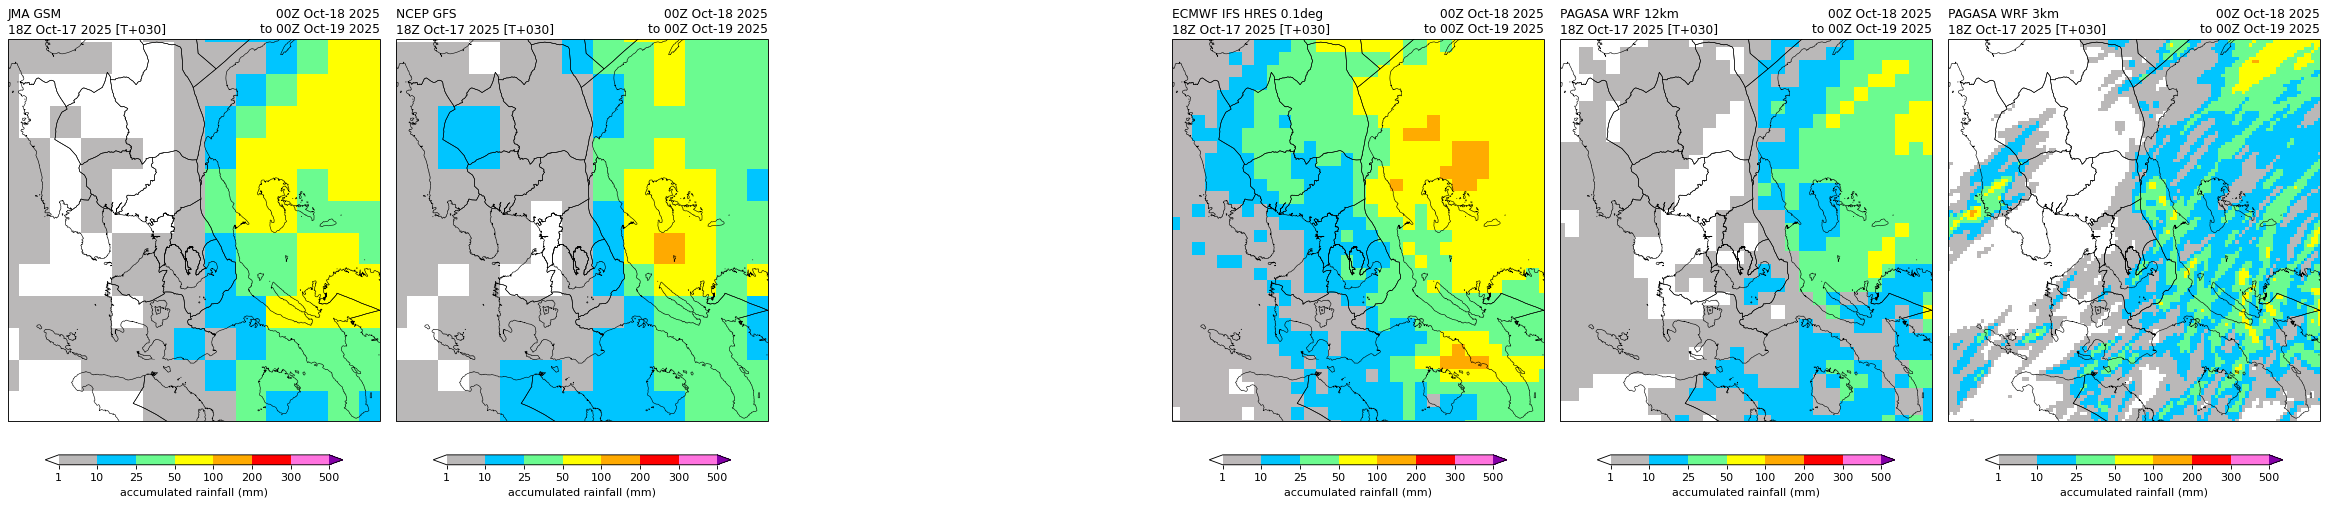 JMA GSM
00Z Oct-18 2025
18Z Oct-17 2025 [T+030]
to 00Z Oct-19 2025
1 10 25 50 100 200 300 500
accumulated rainfall (mm)
NCEP GFS
00Z Oct-18 2025
18Z Oct-17 2025 [T+030]
to 00Z Oct-19 2025
1 10 25 50 100 200 300 500
accumulated rainfall (mm)
ECMWF IFS HRES 0.1deg
00Z Oct-18 2025
18Z Oct-17 2025 [T+030]
to 00Z Oct-19 2025
1 10 25 50 100 200 300 500
accumulated rainfall (mm)
PAGASA WRF 12km
00Z Oct-18 2025
18Z Oct-17 2025 [T+030]
to 00Z Oct-19 2025
1 10 25 50 100 200 300 500
accumulated rainfall (mm)
PAGASA WRF 3km
00Z Oct-18 2025
18Z Oct-17 2025 [T+030]
to 00Z Oct-19 2025
1 10 25 50 100 200 300 500
accumulated rainfall (mm)